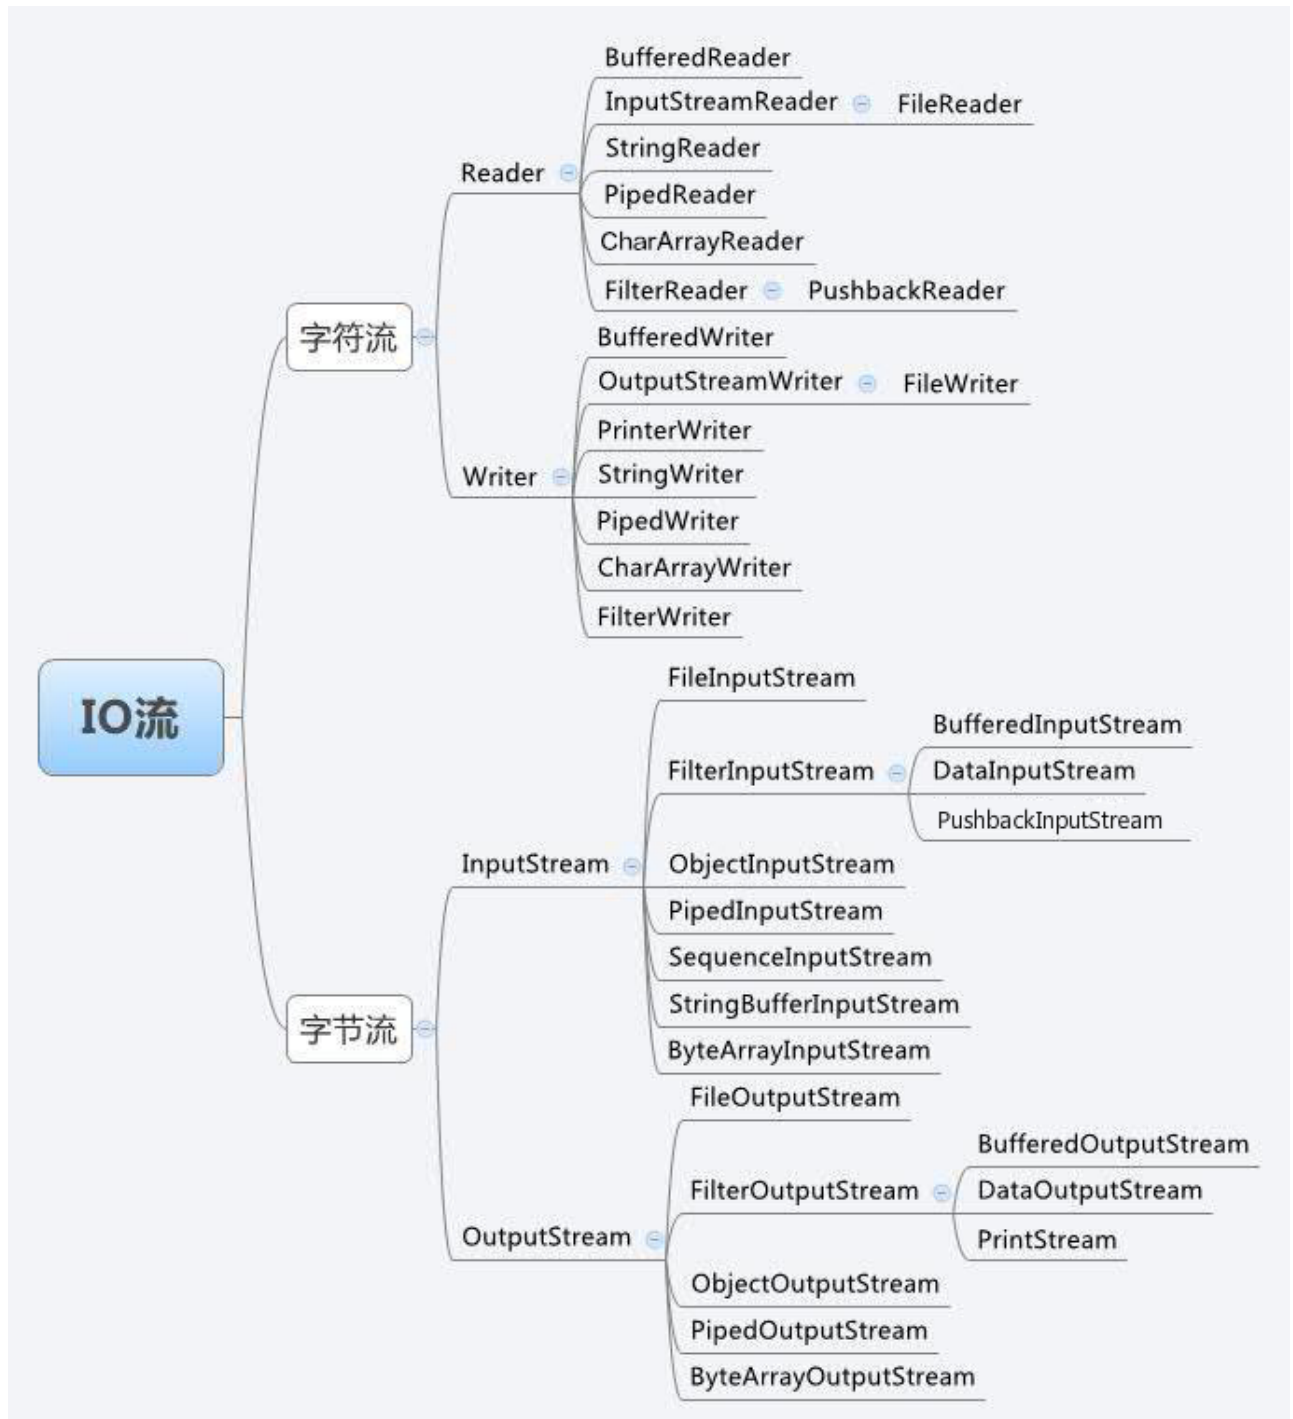 BufferedReader
InputStreamReader FileReader
StringReader
Reader
PipedReader
CharArrayReader
FilterReader PushbackReader
字符流
BufferedWriter
OutputStreamWriter FileWriter
PrinterWriter
Writer
StringWriter
PipedWriter
CharArrayWriter
FilterWriter
IO流
FileInputStream
BufferedInputStream
FilterInputStream DataInputStream
PushbackInputStream
InputStream ObjectInputStream
PipedInputStream
SequenceInputStream
StringBufferInputStream
字节流
ByteArrayInputStream
FileOutputStream
BufferedOutputStream
FilterOutputStream DataOutputStream
OutputStream PrintStream
ObjectOutputStream
PipedOutputStream
ByteArrayOutputStream